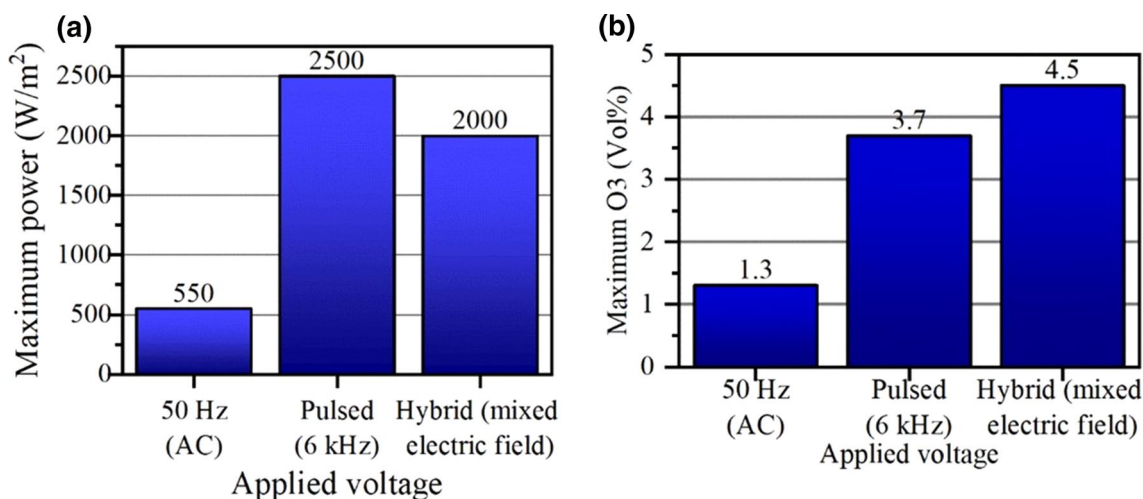 (a)
Maximum power (W/m²)
2500
2000
1500
1000
500
0
550
2500
2000
50 Hz
(AC)
Pulsed
(6 kHz)
Hybrid (mixed
electric field)
Applied voltage
(b)
Maximum O3 (Vol%)
5
4
3
2
1
0
1.3
3.7
4.5
50 Hz
(AC)
Pulsed
(6 kHz)
Hybrid (mixed
electric field)
Applied voltage